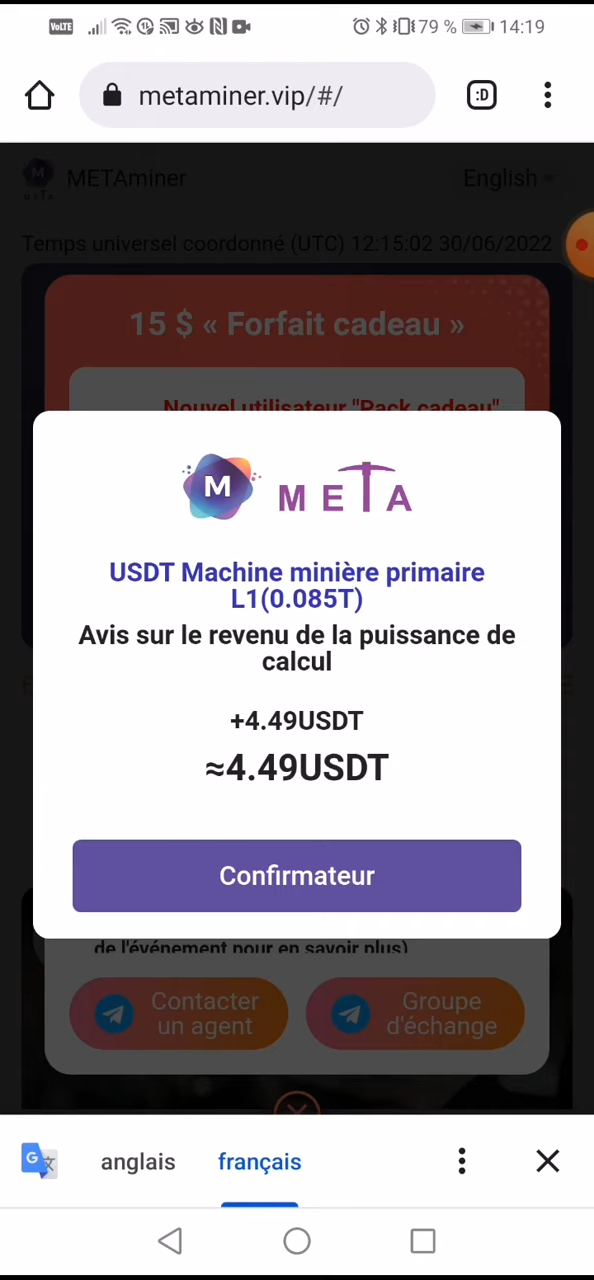 VoLTE 79 % 14:19
metaminer.vip/#/ :D
M METAminer English
META
Temps universel coordonné (UTC) 12:15:02 30/06/2022
15 $ « Forfait cadeau »
Nouvel utilisateur "Pack cadeau"
M META
USDT Machine minière primaire
L1(0.085T)
Avis sur le revenu de la puissance de
calcul
+4.49USDT
≈4.49USDT
Confirmateur
de l'événement pour en savoir plus)
Contacter
un agent
Groupe
d'échange
G 文 anglais français